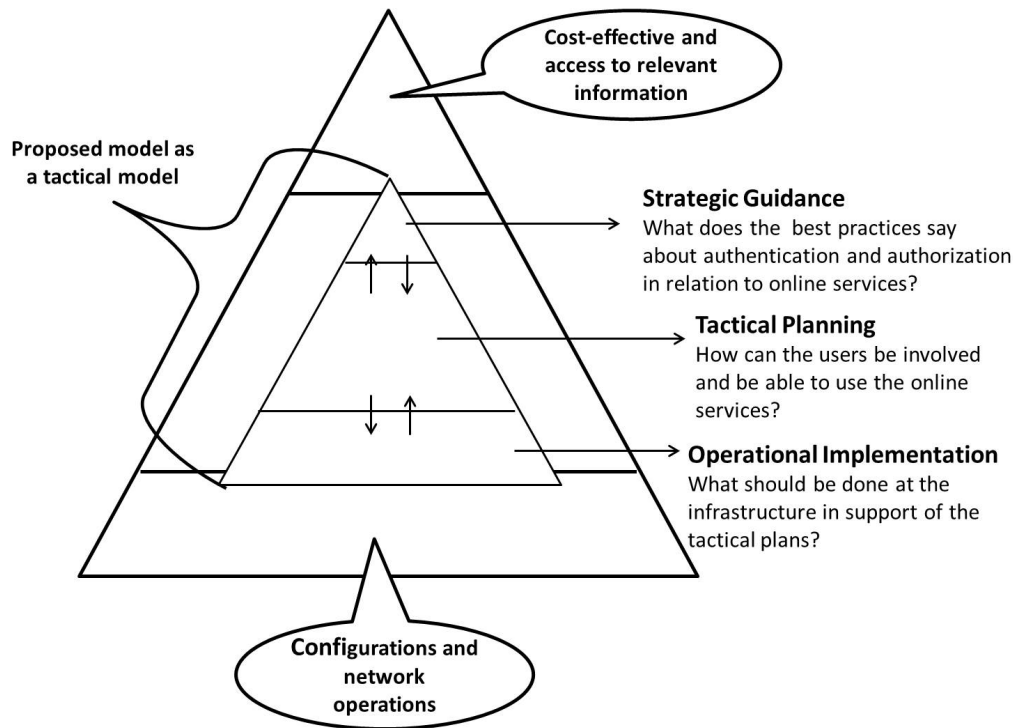 Cost-effective and
access to relevant
information
Proposed model as
a tactical model
Strategic Guidance
What does the best practices say
about authentication and authorization
in relation to online services?
Tactical Planning
How can the users be involved
and be able to use the online
services?
Operational Implementation
What should be done at the
infrastructure in support of the
tactical plans?
Configurations and
network
operations